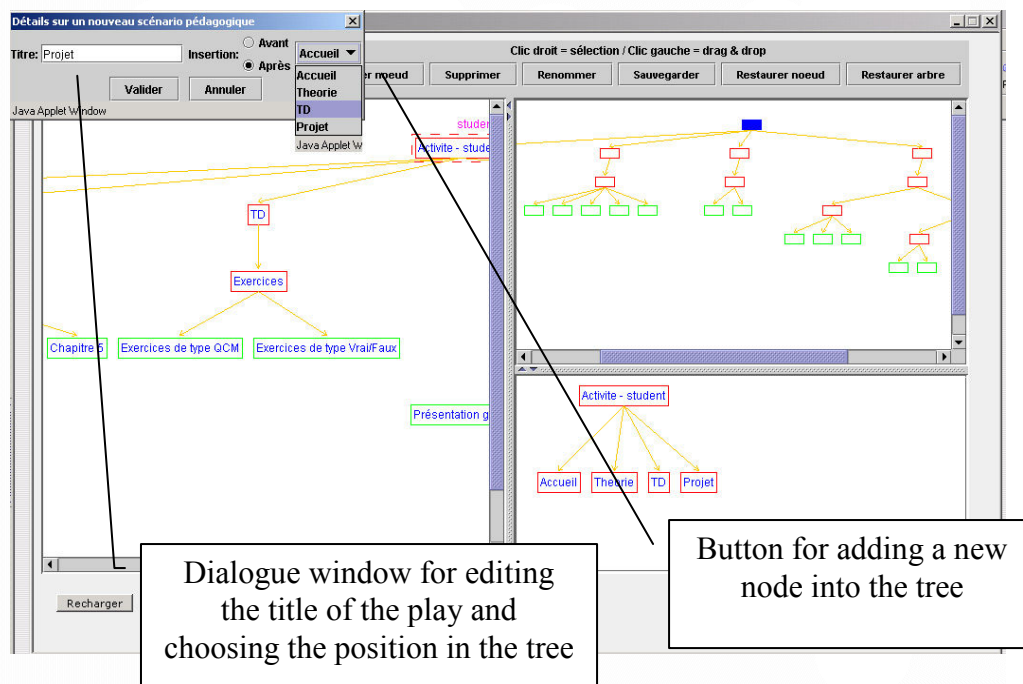 Détails sur un nouveau scénario pédagogique
Titre: Projet
Insertion:
Avant
Après
Accueil
Valider
Annuler
Accueil
Theorie
TD
Projet
Java Applet Window
Java Applet W
Clic droit = sélection / Clic gauche = drag & drop
noeud
Supprimer
Renommer
Sauvegarder
Restaurer noeud
Restaurer arbre
Activite - stude
TD
Exercices
Chapitre 5
Exercices de type QCM
Exercices de type Vrai/Faux
Présentation g
Activite - student
Accueil
Theorie
TD
Projet
Recharger
Dialogue window for editing
the title of the play and
choosing the position in the tree
Button for adding a new
node into the tree